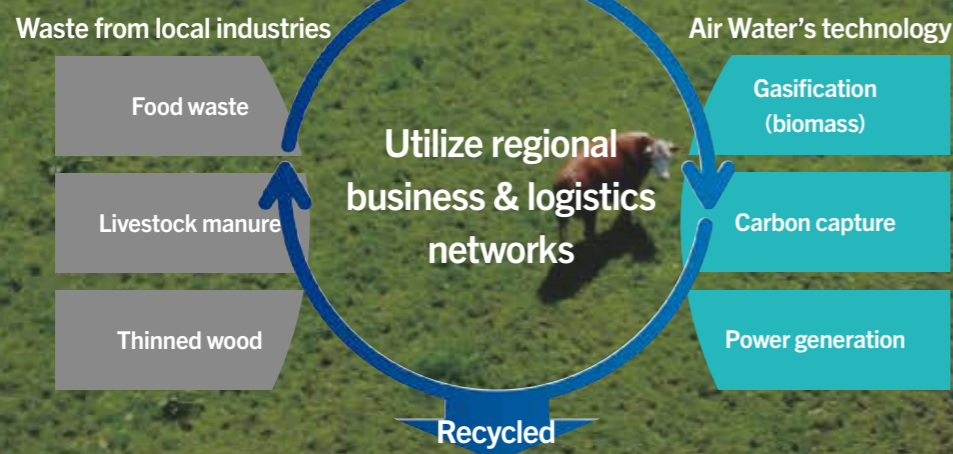 Waste from local industries
Food waste
Livestock manure
Thinned wood
Utilize regional
business & logistics
networks
Air Water's technology
Gasification
(biomass)
Carbon capture
Power generation
Recycled